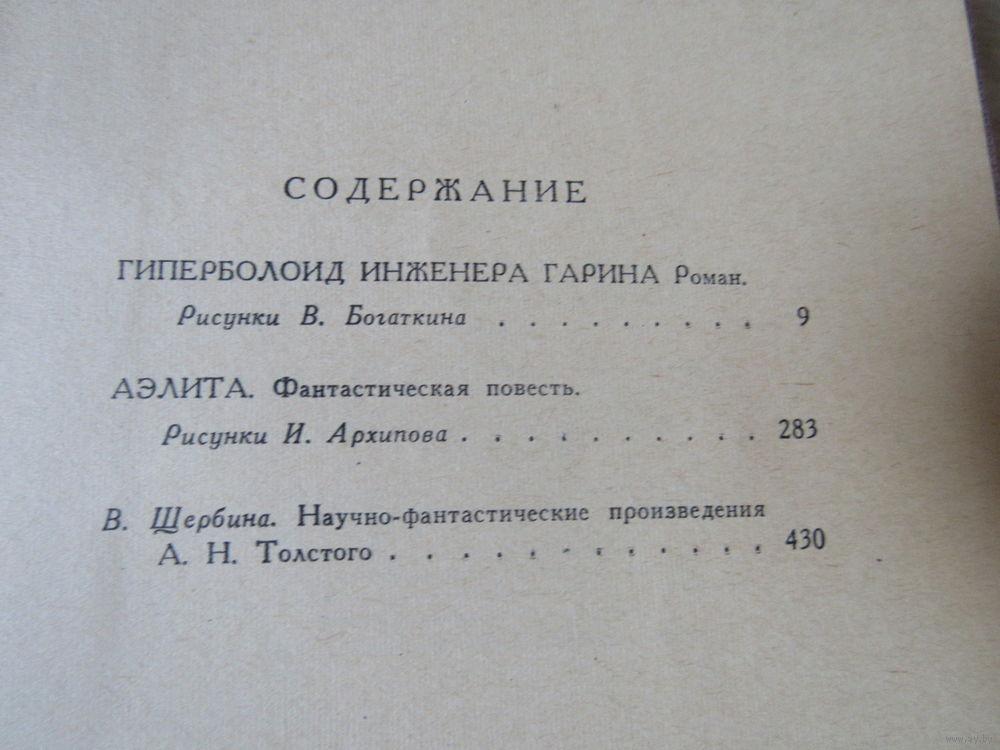 СОДЕРЖАНИЕ
ГИПЕРБОЛОИД ИНЖЕНЕРА ГАРИНА Роман.
Рисунки В. Богаткина . . . . . . . . . 9
АЭЛИТА. Фантастическая повесть.
Рисунки И. Архипова . . . . . . . . . . 283
В. Щербина. Научно-фантастические произведения
А. Н. Толстого . . . . . . . . . . . . . 430